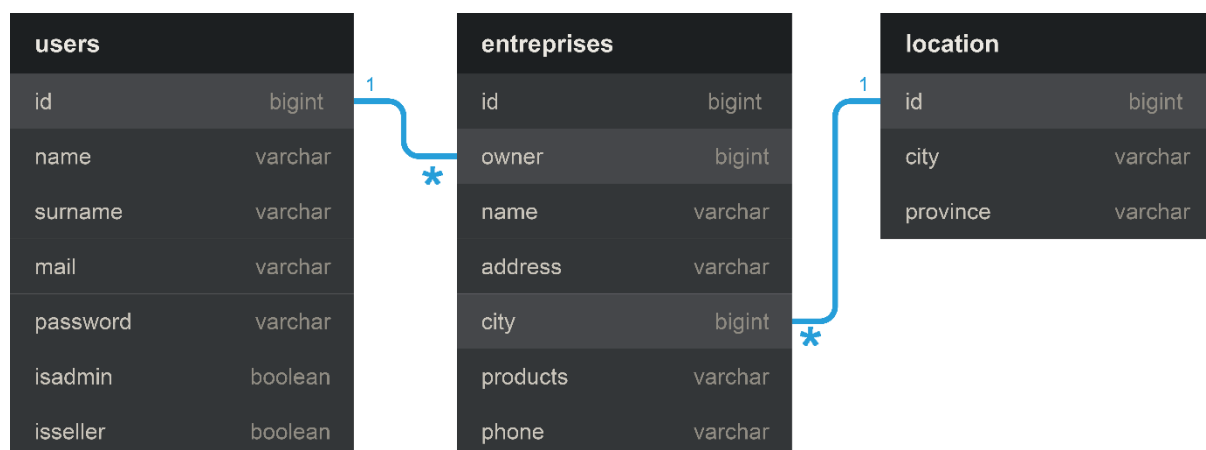 users
id bigint
name varchar
surname varchar
mail varchar
password varchar
isadmin boolean
isseller boolean
1
*
entreprises
id bigint
owner bigint
name varchar
address varchar
city bigint
products varchar
phone varchar
1
*
location
id bigint
city varchar
province varchar